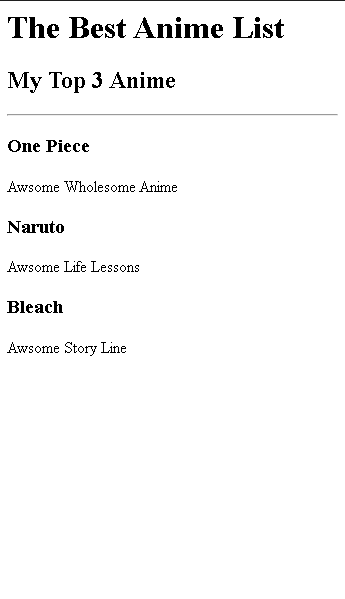 The Best Anime List
My Top 3 Anime
One Piece
Awsome Wholesome Anime
Naruto
Awsome Life Lessons
Bleach
Awsome Story Line